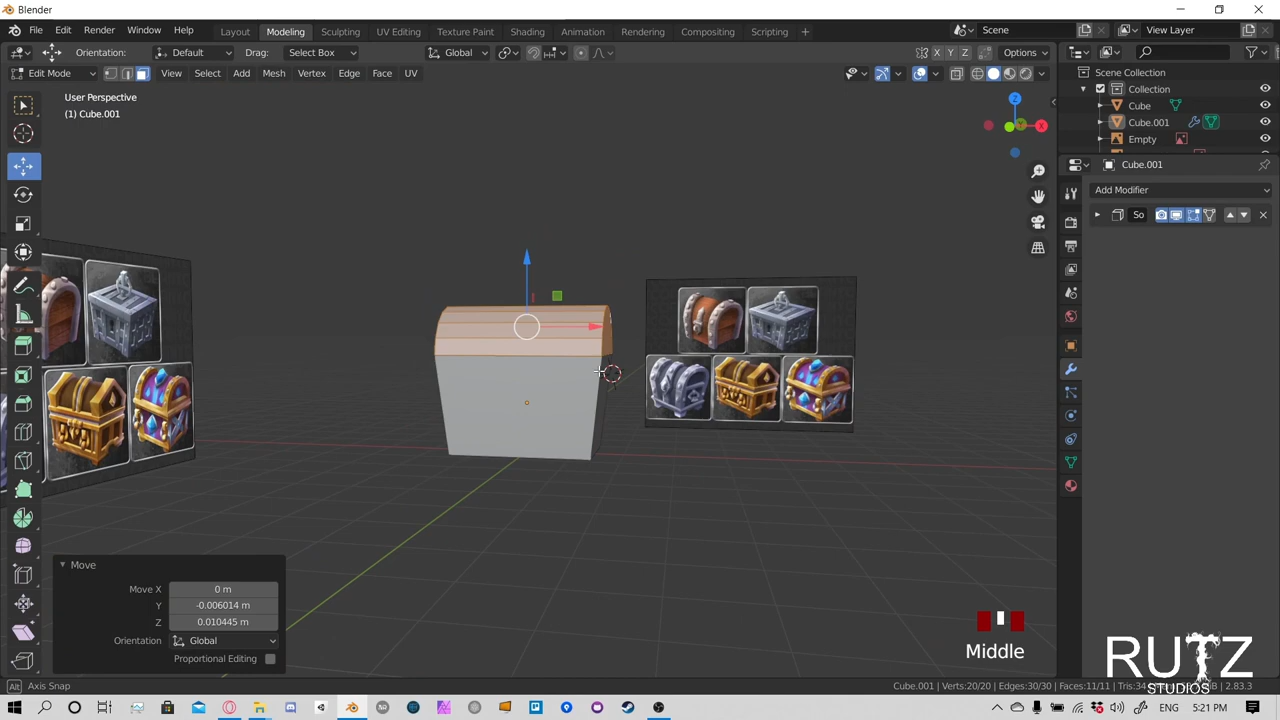 Blender
File Edit Render Window Help
Layout Modeling Sculpting UV Editing Texture Paint Shading Animation Rendering Compositing Scripting +
Scene
View Layer
Orientation: Default Drag: Select Box
Global
X Y Z Options
Edit Mode View Select Add Mesh Vertex Edge Face UV
Scene Collection
Collection
Cube
Cube.001
Empty
User Perspective
(1) Cube.001
Z
X
Cube.001
Add Modifier
So
Move
Move X 0 m
Y -0.006014 m
Z 0.010445 m
Orientation Global
Proportional Editing
Middle
RUTZ
STUDIOS
Alt Axis Snap
Cube.001 | Verts:20/20 | Edges:30/30 | Faces:11/11 | Tris:34
2.83.3
5:21 PM